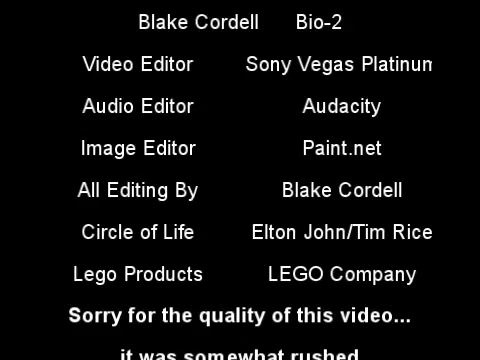 Blake Cordell Bio-2
Video Editor Sony Vegas Platinum
Audio Editor Audacity
Image Editor Paint.net
All Editing By Blake Cordell
Circle of Life Elton John/Tim Rice
Lego Products LEGO Company
Sorry for the quality of this video...
it was somewhat rushed